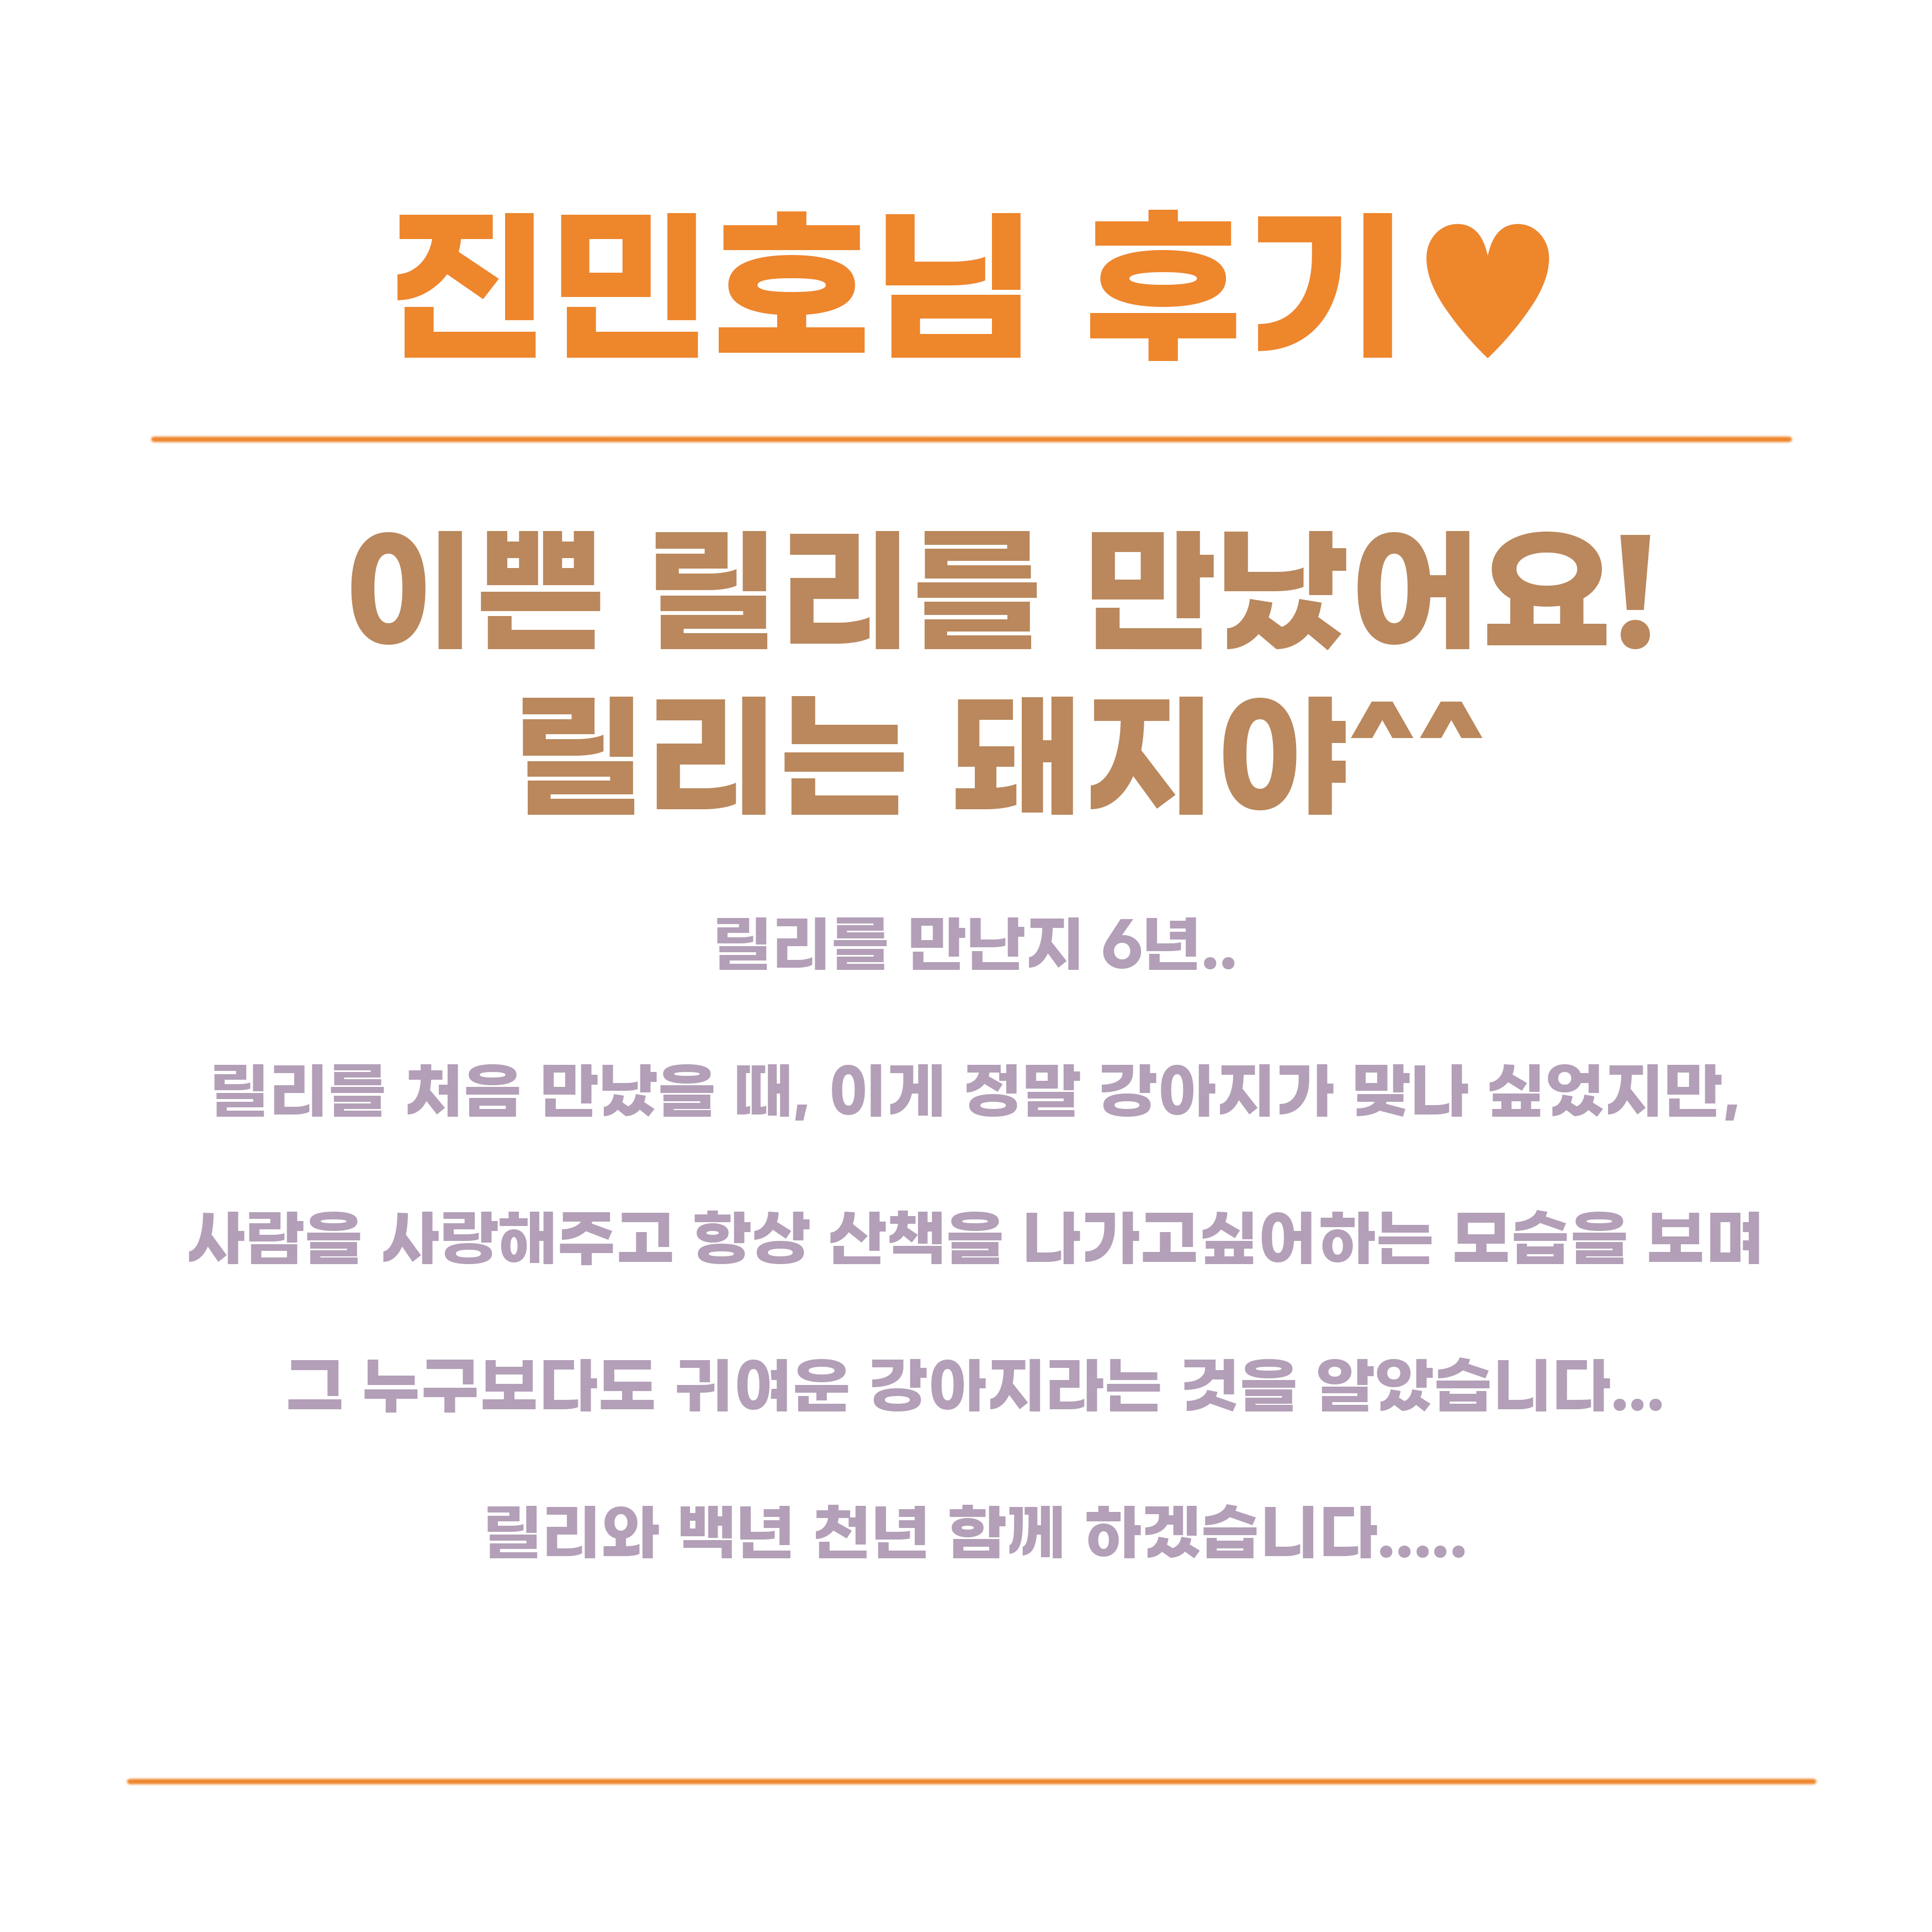 진민호님 후기♥
이쁜 릴리를 만났어요!
릴리는 돼지야^^
릴리를 만난지 6년..
릴리를 처음 만났을 때, 이게 정말 강아지가 맞나 싶었지만,
사람을 사랑해주고 항상 산책을 나가고싶어하든 모습을 보며
그 누구보다도 귀여운 강아지라는 것을 알았습니다...
릴리와 백년 천년 함께 하겠습니다.....